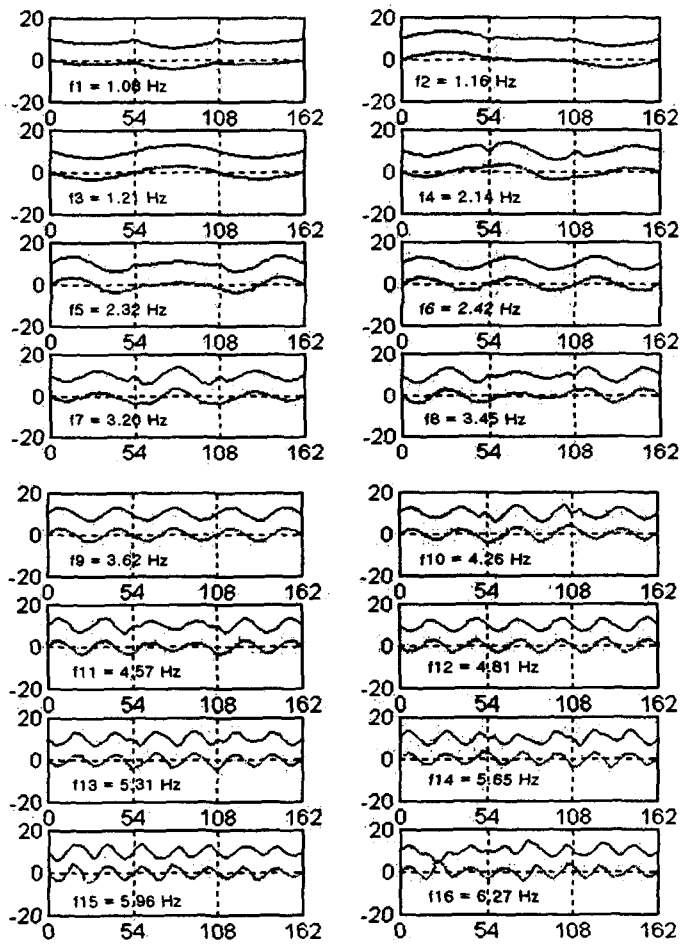 20 20
0 0
f1 = 1.08 Hz f2 = 1.16 Hz
-20 -20
0 54 108 162 0 54 108 162
20 20
0 0
f3 = 1.21 Hz f4 = 2.14 Hz
-20 -20
0 54 108 162 0 54 108 162
20 20
0 0
f5 = 2.32 Hz f6 = 2.42 Hz
-20 -20
0 54 108 162 0 54 108 162
20 20
0 0
f7 = 3.20 Hz f8 = 3.45 Hz
-20 -20
0 54 108 162 0 54 108 162
20 20
0 0
f9 = 3.62 Hz f10 = 4.26 Hz
-20 -20
0 54 108 162 0 54 108 162
20 20
0 0
f11 = 4.57 Hz f12 = 4.81 Hz
-20 -20
0 54 108 162 0 54 108 162
20 20
0 0
f13 = 5.31 Hz f14 = 5.65 Hz
-20 -20
0 54 108 162 0 54 108 162
20 20
0 0
f15 = 5.96 Hz f16 = 6.27 Hz
-20 -20
0 54 108 162 0 54 108 162